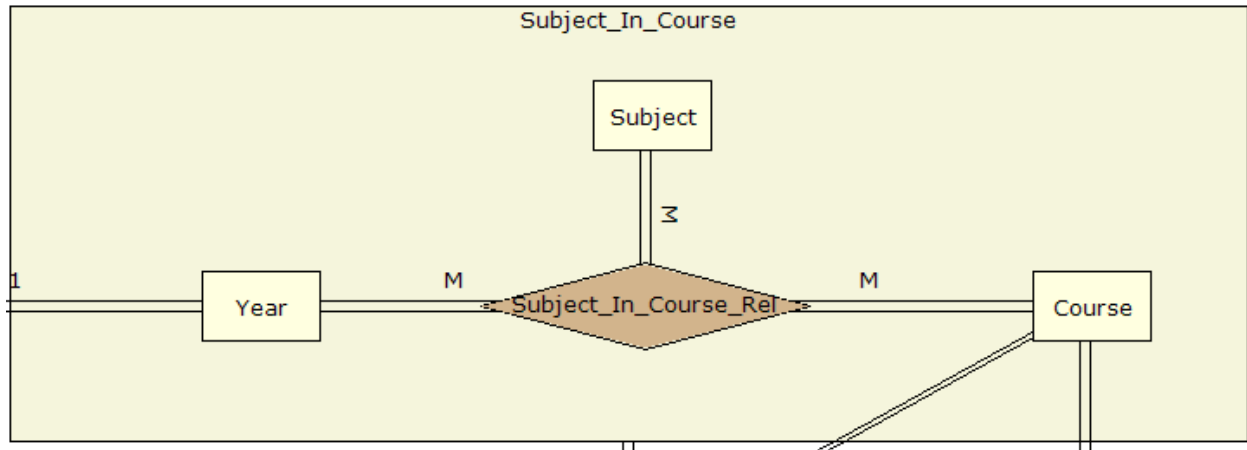 Subject_In_Course
Subject
M
1
M
M
Year
Subject_In_Course_Rel
Course